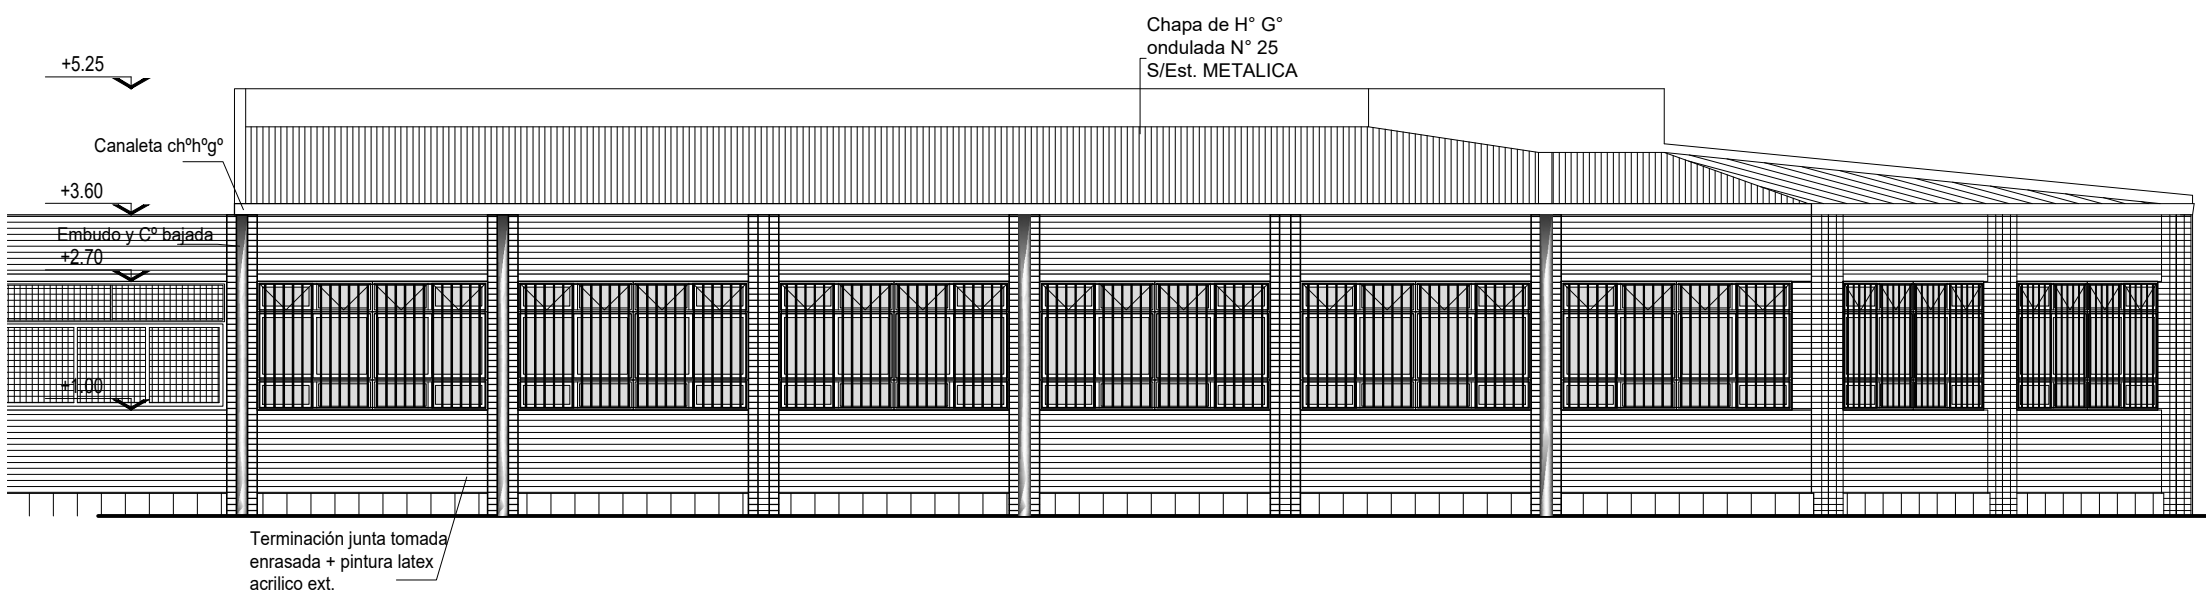 Chapa de H° G°
ondulada N° 25
S/Est. METALICA
+5.25
Canaleta chºhºgº
+3.60
Embudo y Cº bajada
+2.70
+1.00
Terminación junta tomada
enrasada + pintura latex
acrilico ext.